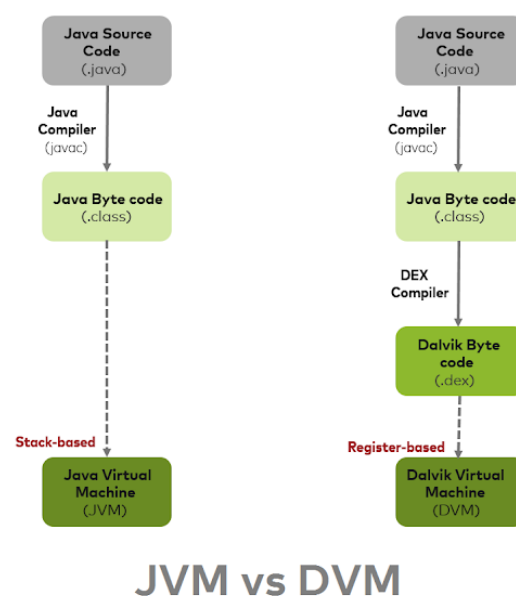 Java Source
Code
(.java)
Java
Compiler
(javac)
Java Byte code
(.class)
Stack-based
Java Virtual
Machine
(JVM)
Java Source
Code
(.java)
Java
Compiler
(javac)
Java Byte code
(.class)
DEX
Compiler
Dalvik Byte
code
(.dex)
Register-based
Dalvik Virtual
Machine
(DVM)
JVM vs DVM